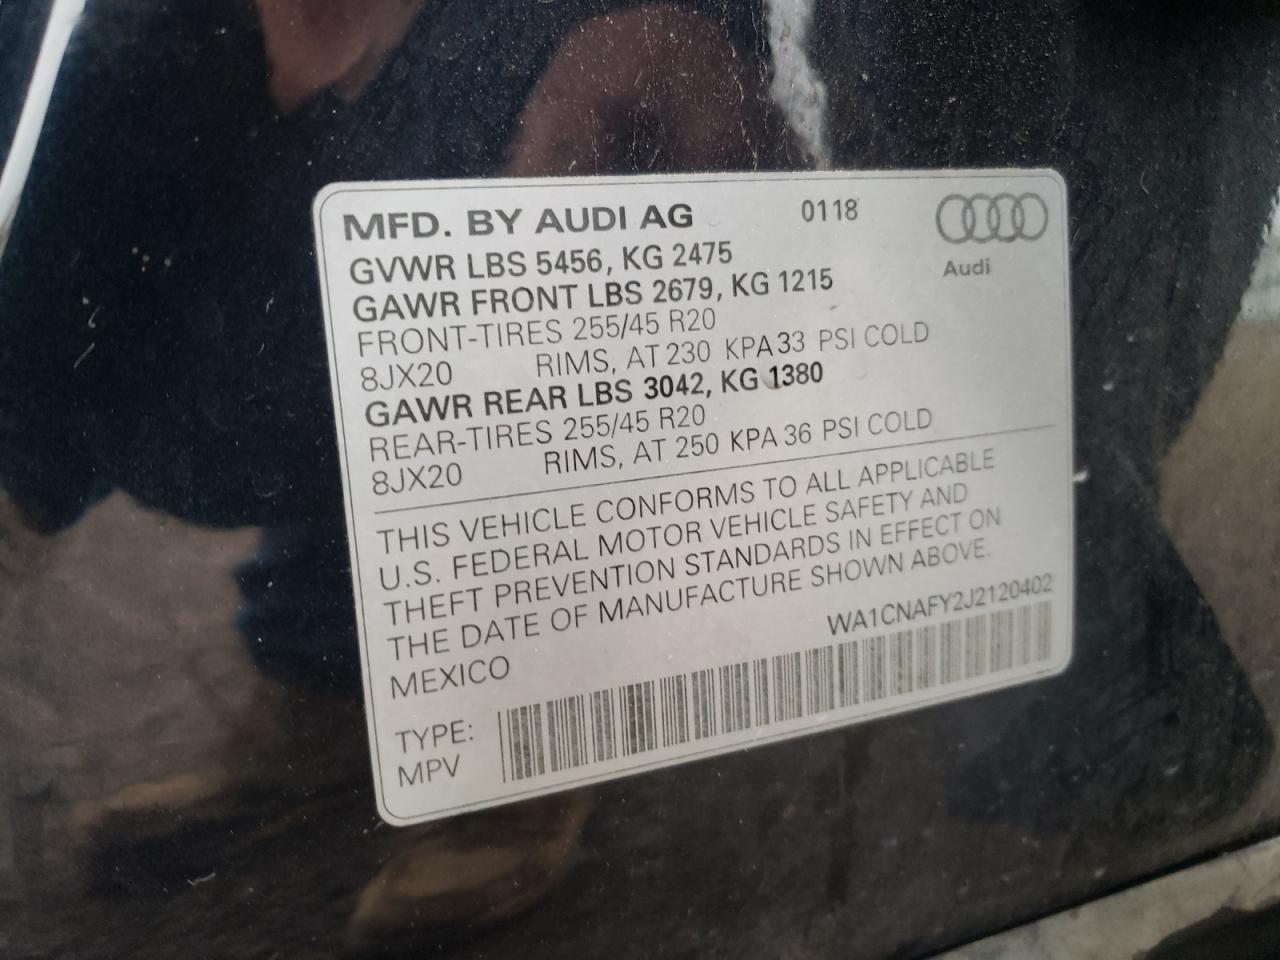 MFD. BY AUDI AG 0118
Audi
GVWR LBS 5456, KG 2475
GAWR FRONT LBS 2679, KG 1215
FRONT-TIRES 255/45 R20
8JX20 RIMS, AT 230 KPA 33 PSI COLD
GAWR REAR LBS 3042, KG 1380
REAR-TIRES 255/45 R20
8JX20 RIMS, AT 250 KPA 36 PSI COLD
THIS VEHICLE CONFORMS TO ALL APPLICABLE
U.S. FEDERAL MOTOR VEHICLE SAFETY AND
THEFT PREVENTION STANDARDS IN EFFECT ON
THE DATE OF MANUFACTURE SHOWN ABOVE.
WA1CNAFY2J2120402
MEXICO
TYPE:
MPV